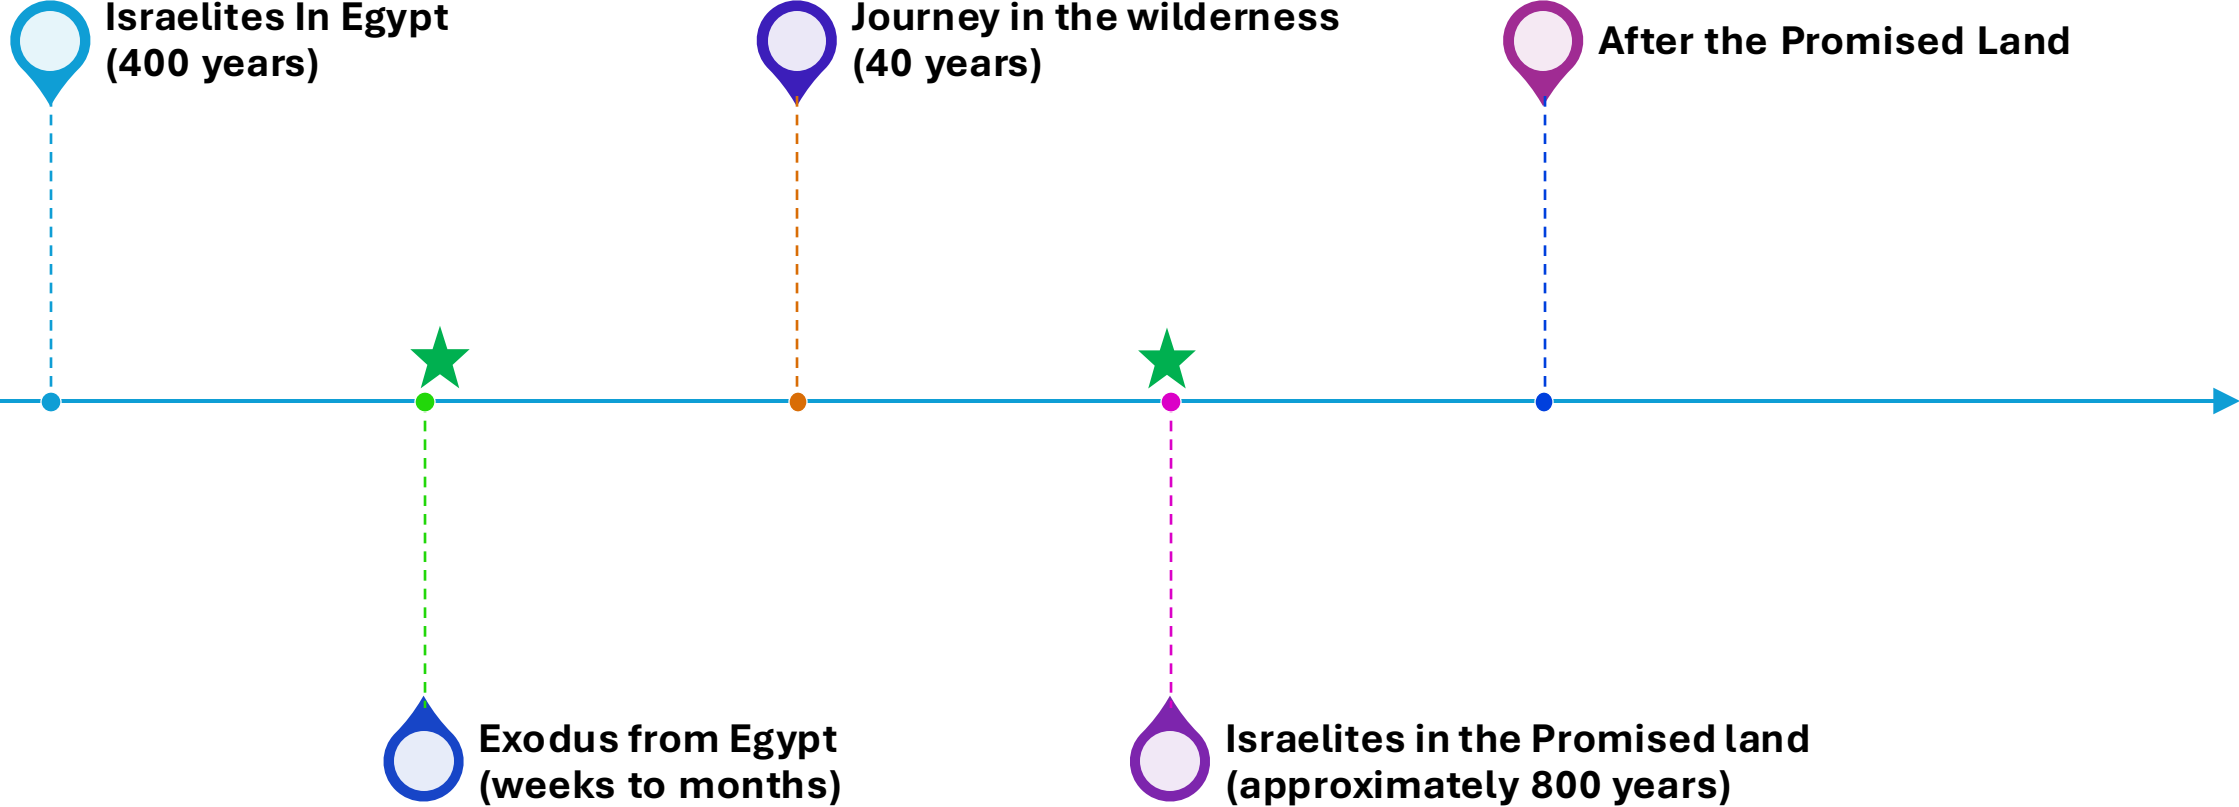 Israelites In Egypt
(400 years)
Journey in the wilderness
(40 years)
After the Promised Land
Exodus from Egypt
(weeks to months)
Israelites in the Promised land
(approximately 800 years)